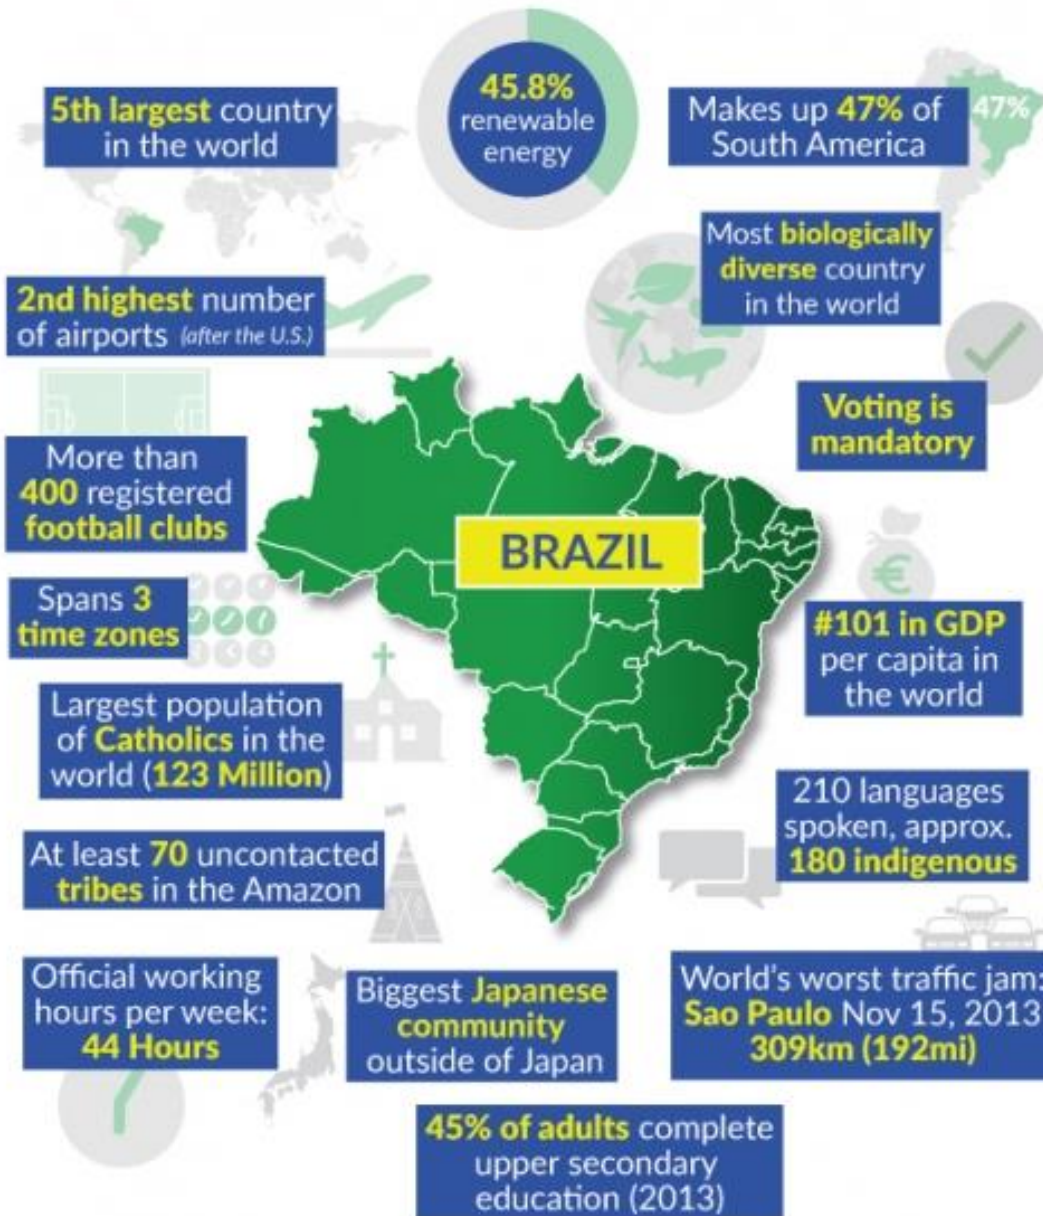 5th largest country
in the world
45.8%
renewable
energy
Makes up 47% of
South America
47%
Most biologically
diverse country
in the world
2nd highest number
of airports (after the U.S.)
Voting is
mandatory
More than
400 registered
football clubs
BRAZIL
Spans 3
time zones
€
#101 in GDP
per capita in
the world
Largest population
of Catholics in the
world (123 Million)
210 languages
spoken, approx.
180 indigenous
At least 70 uncontacted
tribes in the Amazon
Official working
hours per week:
44 Hours
Biggest Japanese
community
outside of Japan
World's worst traffic jam:
Sao Paulo Nov 15, 2013
309km (192mi)
45% of adults complete
upper secondary
education (2013)